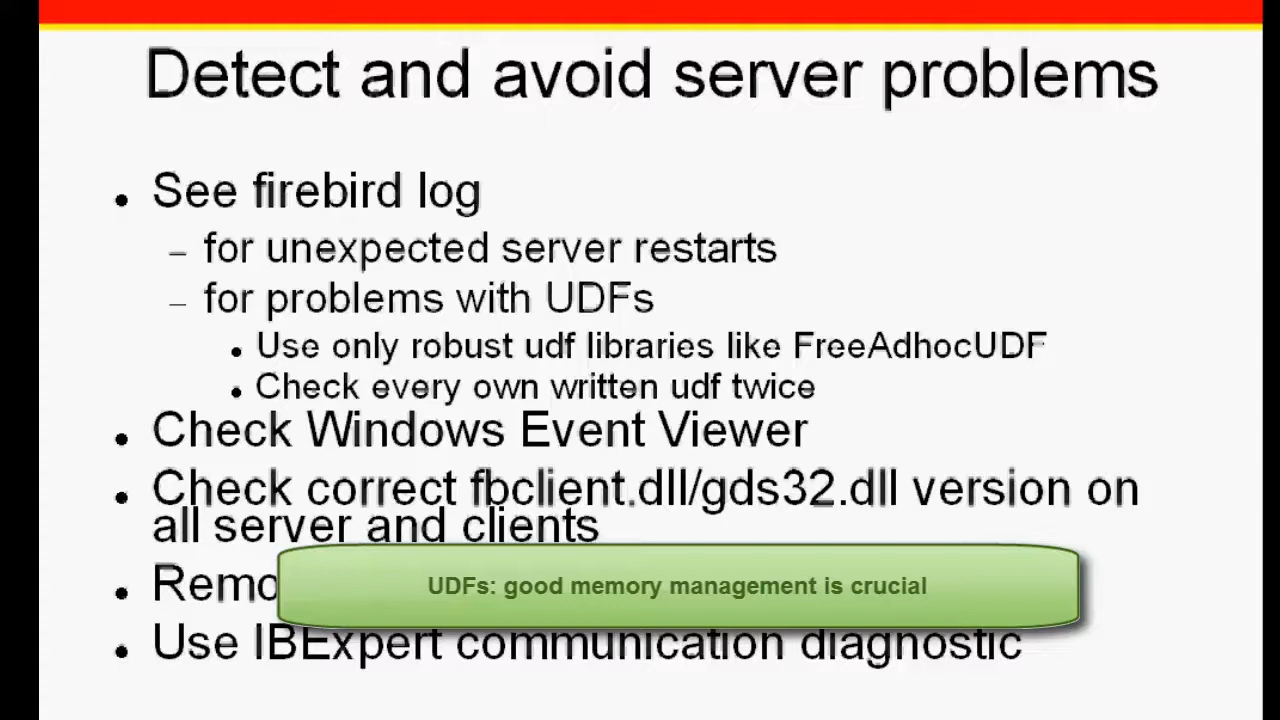 Detect and avoid server problems
• See firebird log
– for unexpected server restarts
– for problems with UDFs
• Use only robust udf libraries like FreeAdhocUDF
• Check every own written udf twice
• Check Windows Event Viewer
• Check correct fbclient.dll/gds32.dll version on
all server and clients
•
UDFs: good memory management is crucial
• Use IBExpert communication diagnostic